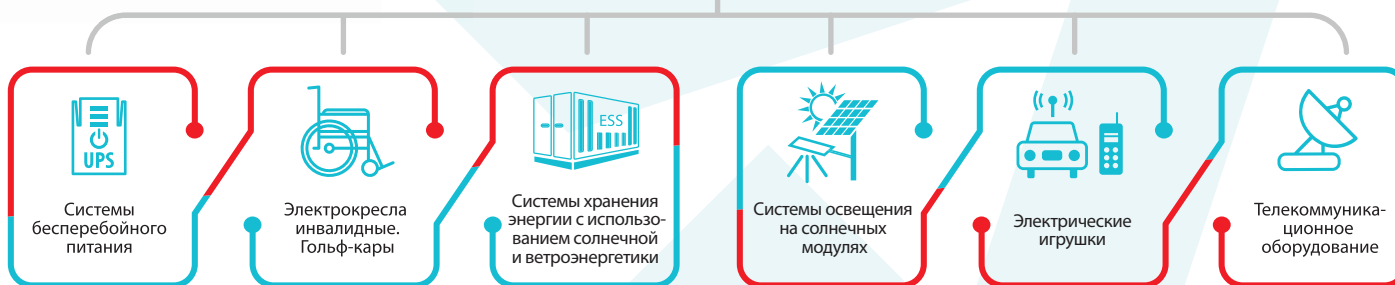 UPS
Системы
бесперебойного
питания
Электрокресла
инвалидные.
Гольф-кары
ESS
Системы хранения
энергии с использо-
ванием солнечной
и ветроэнергетики
Системы освещения
на солнечных
модулях
Электрические
игрушки
Телекоммуника-
ционное
оборудование